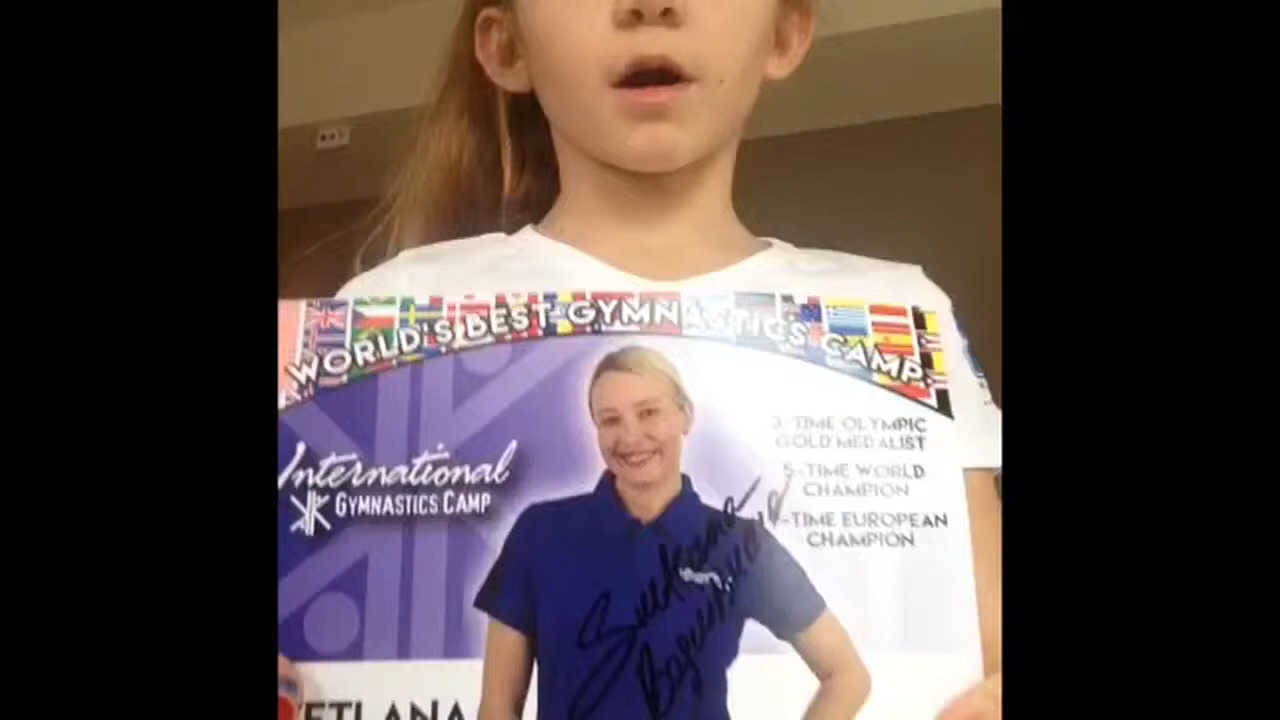 WORLD'S BEST GYMNASTICS CAMP
International
GYMNASTICS CAMP
3-TIME OLYMPIC
GOLD MEDALIST
5-TIME WORLD
CHAMPION
-TIME EUROPEAN
CHAMPION
Svetlana
ETLANA